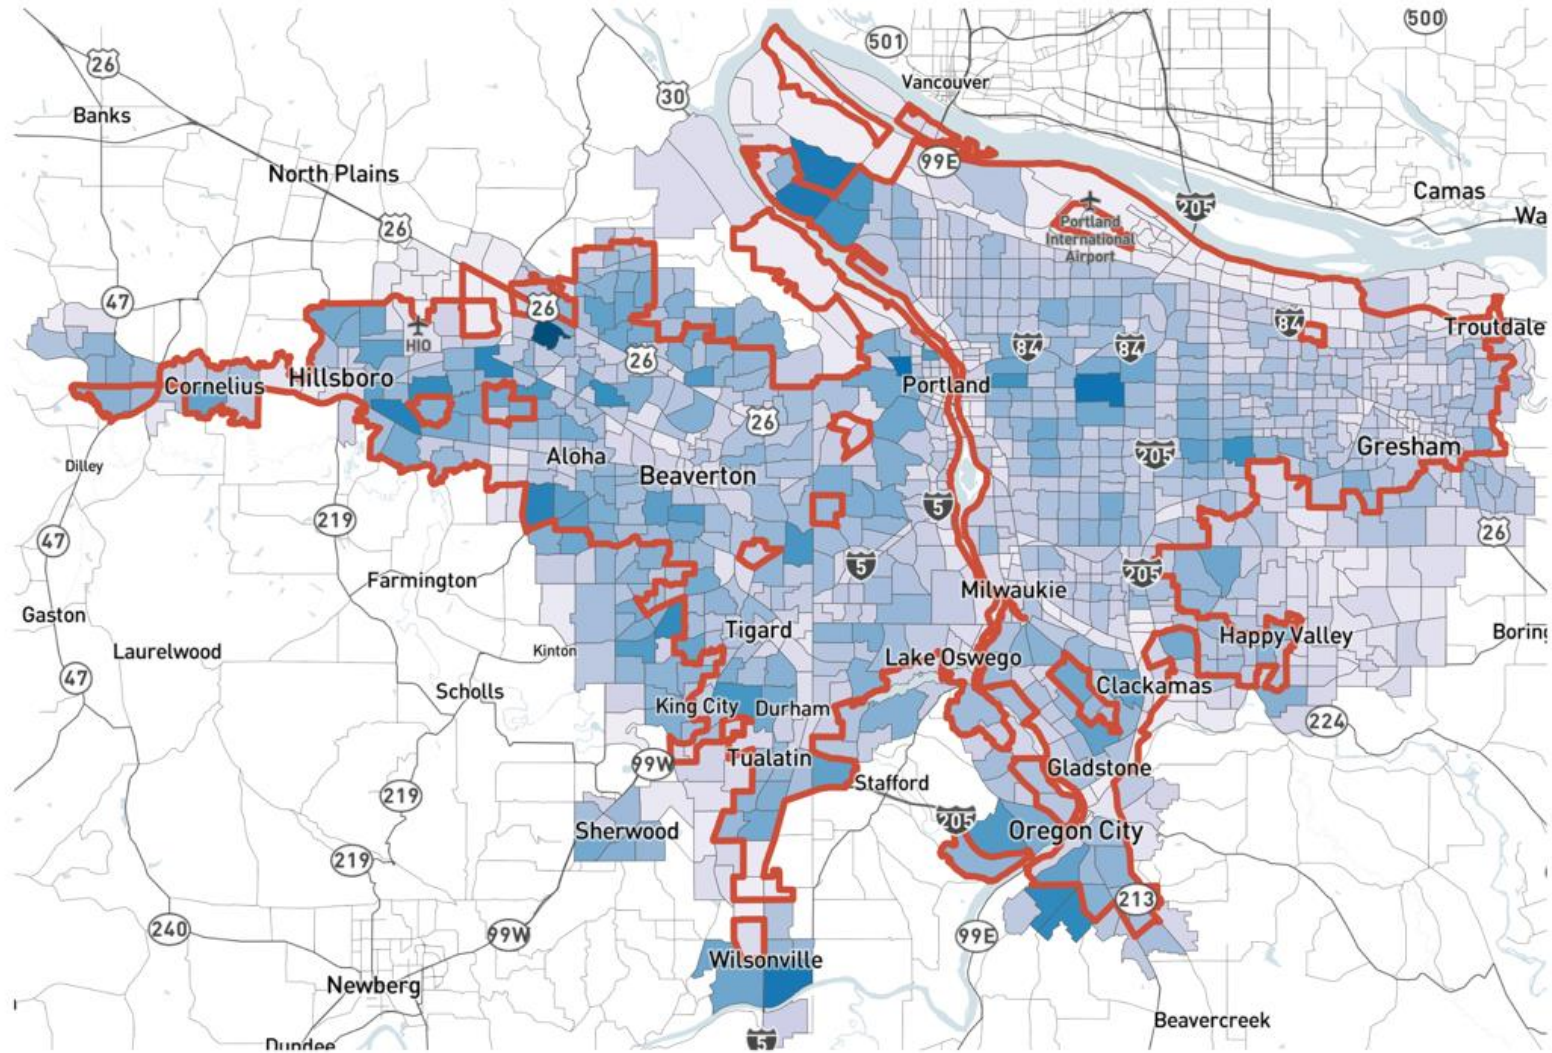 500
501
26
Vancouver
30
Banks
99E
North Plains
Camas
205
Wa
26
Portland
International
Airport
47
26
84
Troutdale
HIO
84
84
26
Cornelius
Hillsboro
Portland
26
Gresham
Aloha
205
Dilley
Beaverton
5
219
26
47
5
205
Farmington
Milwaukie
Gaston
Tigard
Happy Valley
Laurelwood
Kinton
Lake Oswego
47
Clackamas
Scholls
King City
Durham
224
99W
Tualatin
Gladstone
Stafford
219
205
Sherwood
Oregon City
219
213
240
99W
99E
Wilsonville
Newberg
Beavercreek
5
Dundee